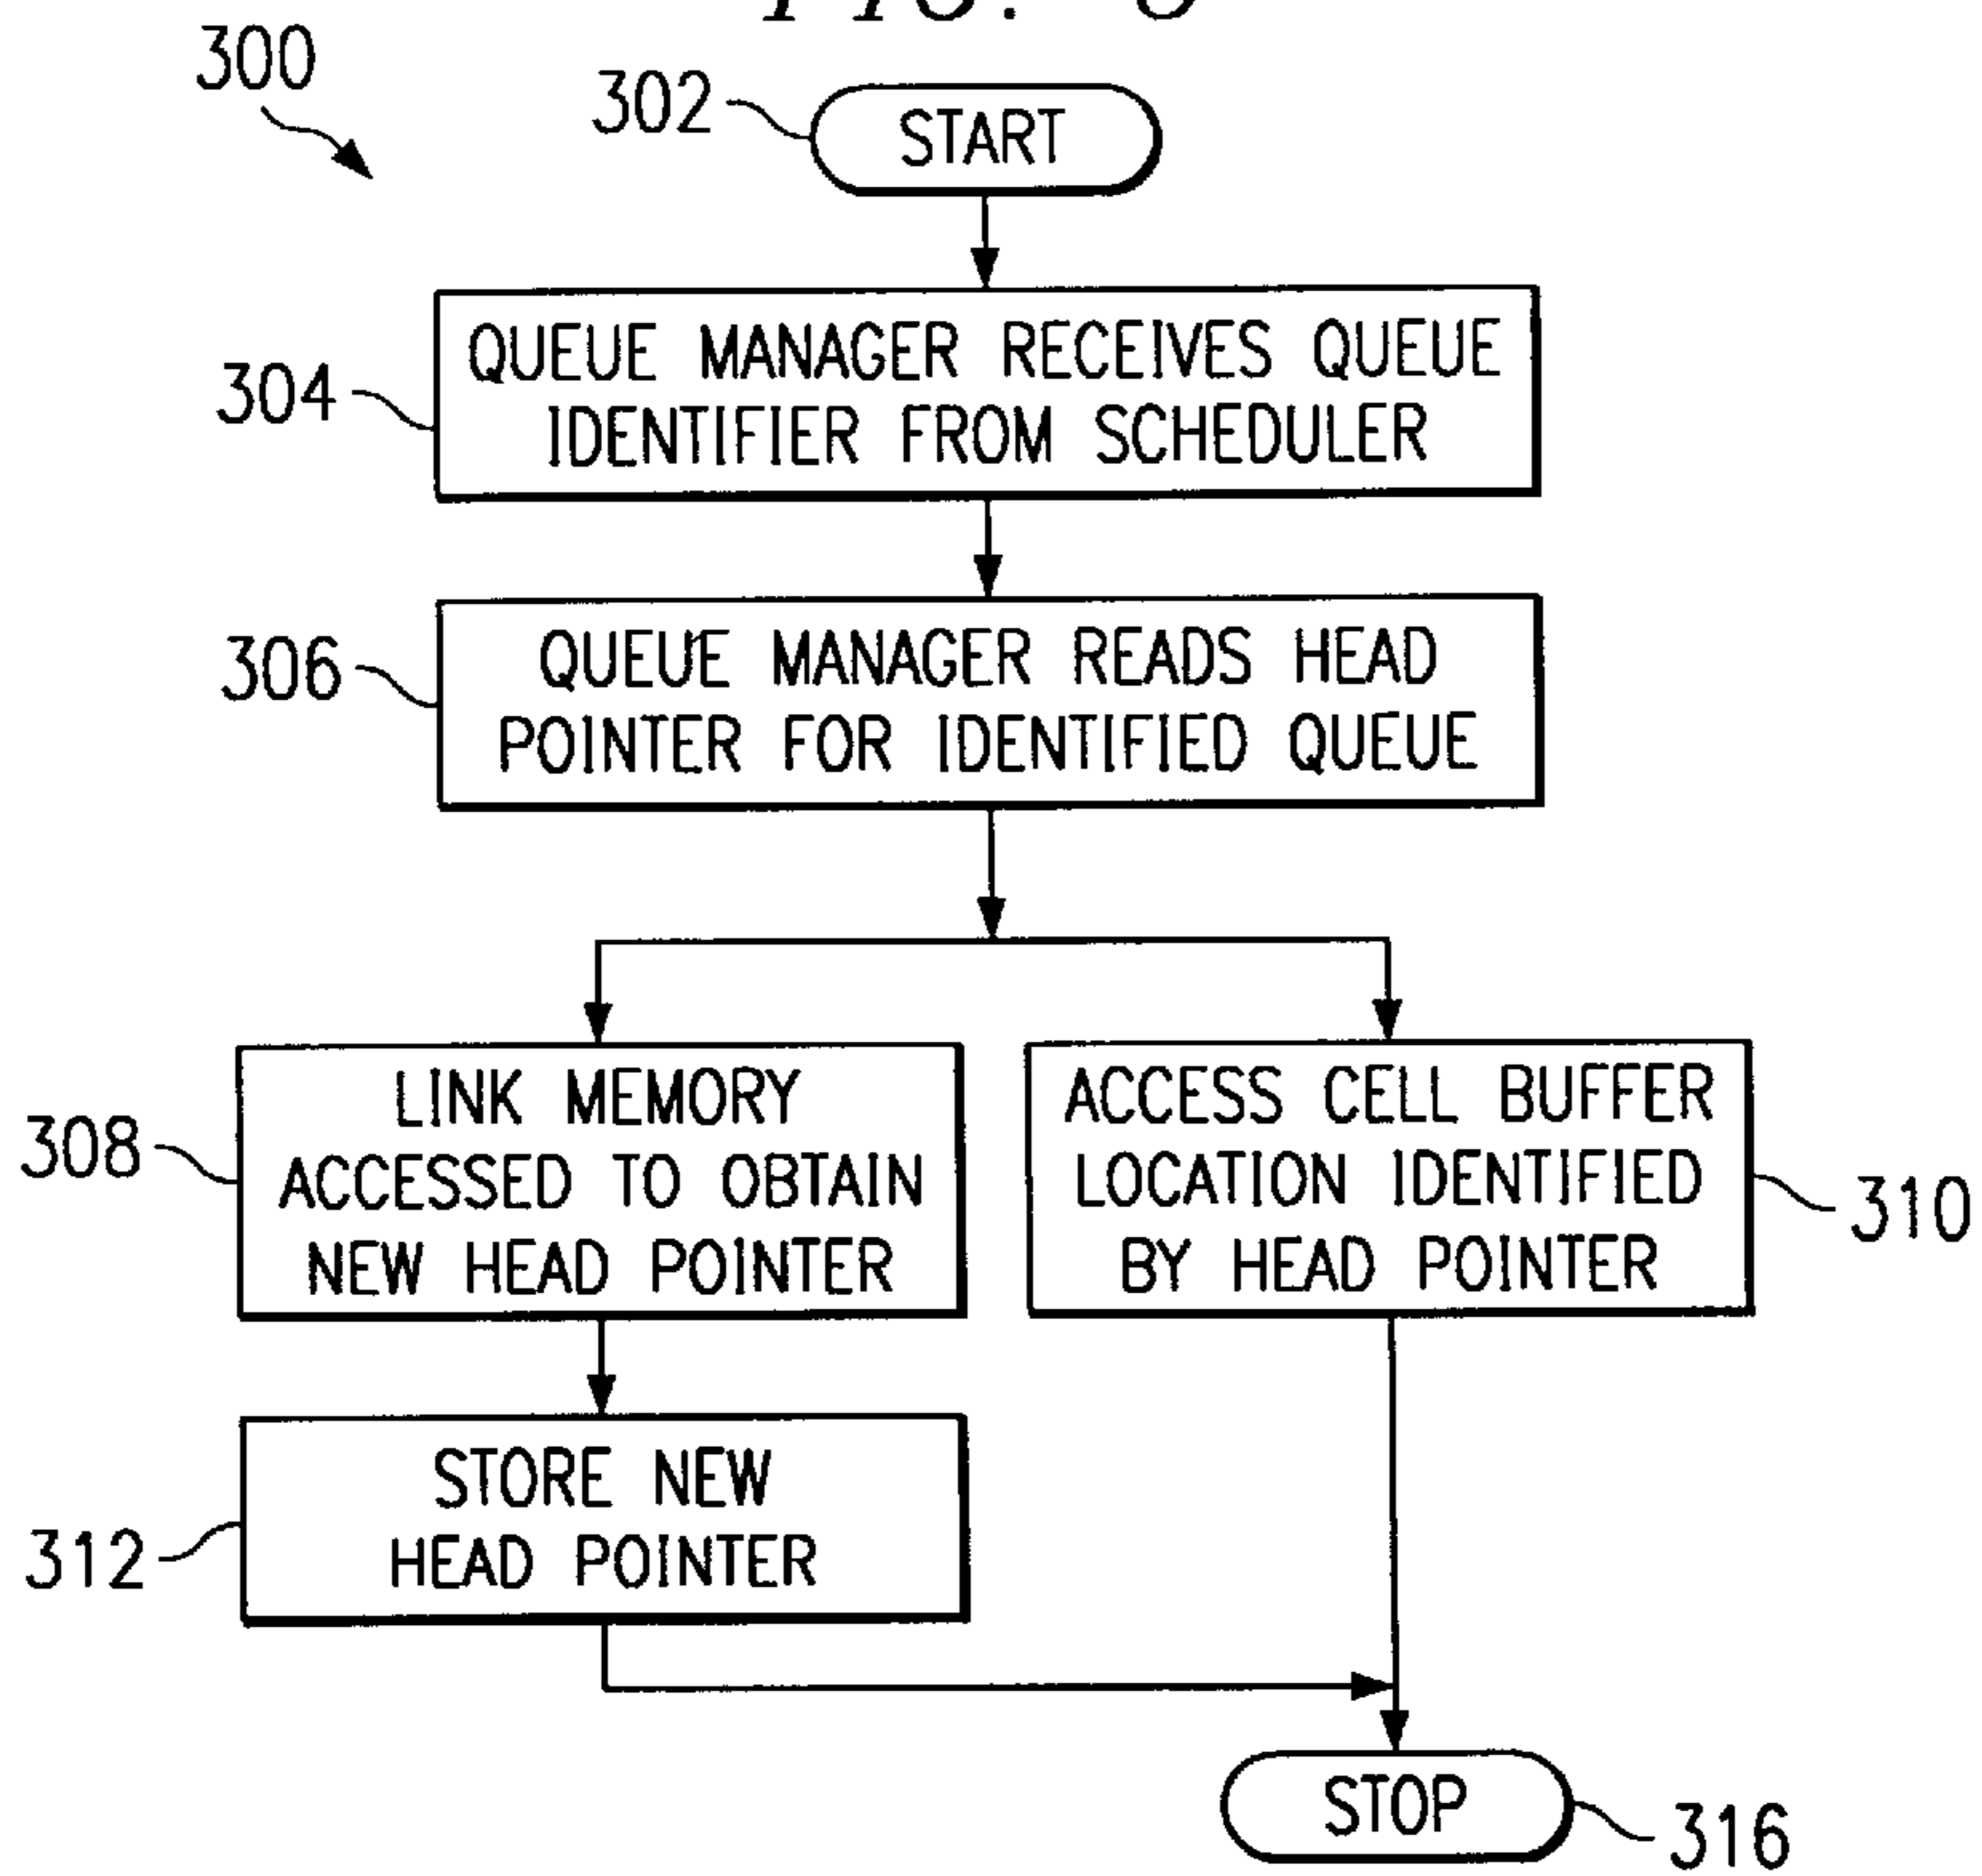 300
302
START
304
QUEUE MANAGER RECEIVES QUEUE
IDENTIFIER FROM SCHEDULER
306
QUEUE MANAGER READS HEAD
POINTER FOR IDENTIFIED QUEUE
308
LINK MEMORY
ACCESSED TO OBTAIN
NEW HEAD POINTER
ACCESS CELL BUFFER
LOCATION IDENTIFIED
BY HEAD POINTER
310
312
STORE NEW
HEAD POINTER
STOP
316